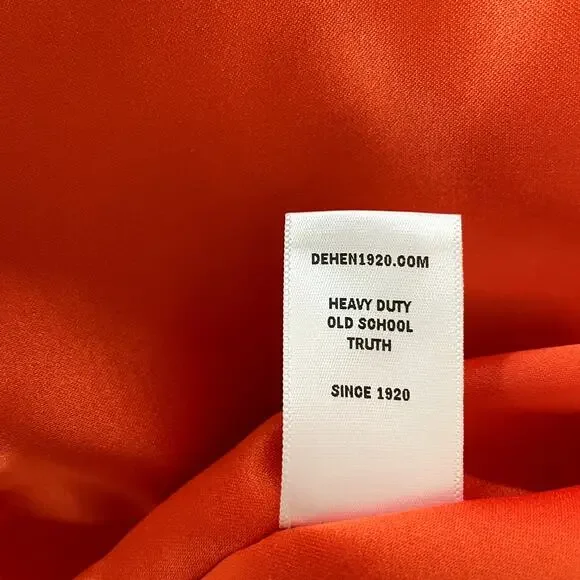 DEHEN1920.COM
HEAVY DUTY
OLD SCHOOL
TRUTH
SINCE 1920